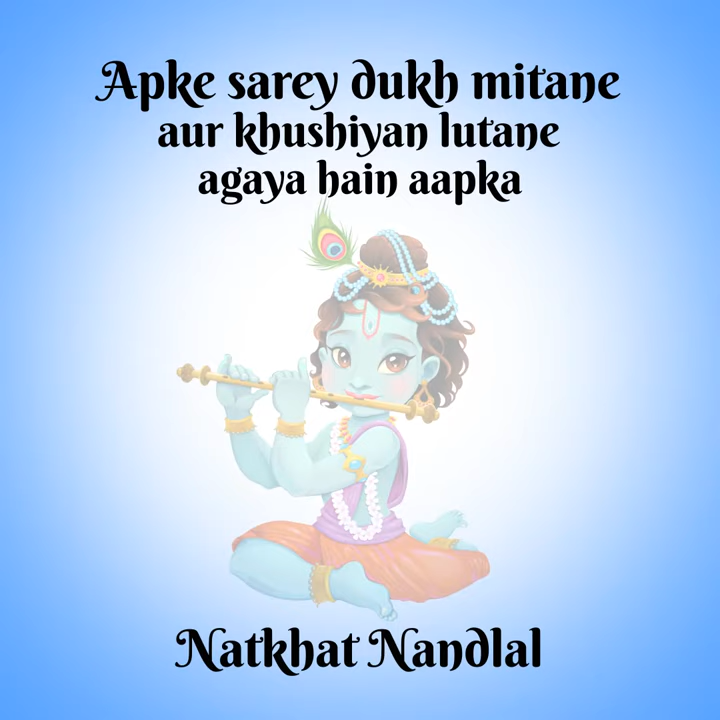 Apke sarey dukh mitane
aur khushiyan lutane
agaya hain aapka
Natkhat Nandlal